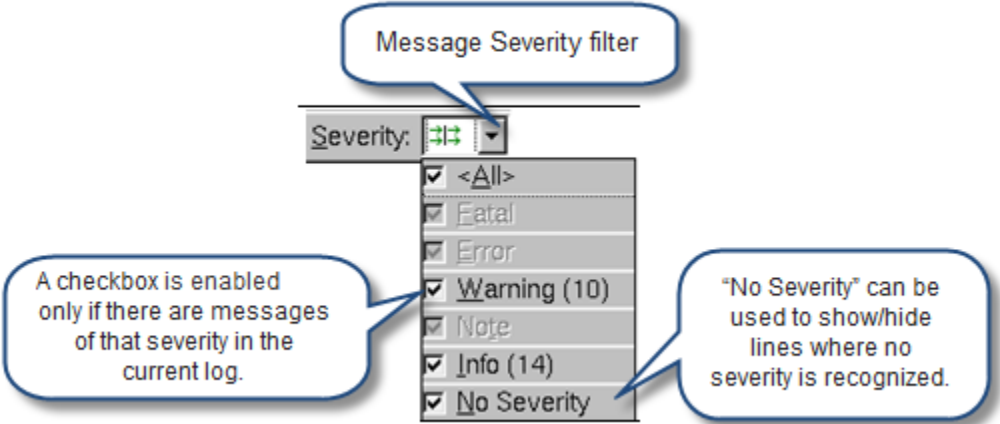 Message Severity filter
Severity:
<All>
Fatal
Error
Warning (10)
Note
Info (14)
No Severity
A checkbox is enabled
only if there are messages
of that severity in the
current log.
“No Severity” can be
used to show/hide
lines where no
severity is recognized.